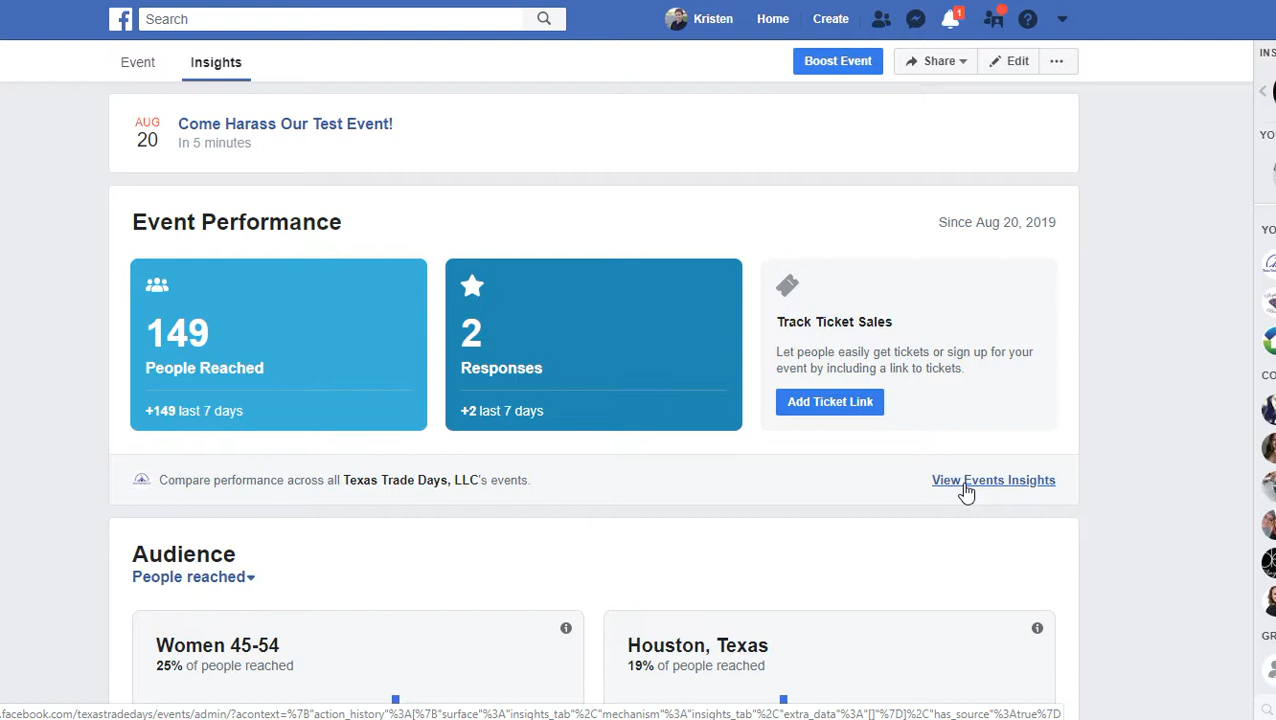 Search
Kristen
Home
Create
1
INS
Event
Insights
Boost Event
Share
Edit
AUG
20
Come Harass Our Test Event!
In 5 minutes
YO
Event Performance
Since Aug 20, 2019
149
People Reached
+149 last 7 days
2
Responses
+2 last 7 days
Track Ticket Sales
Let people easily get tickets or sign up for your
event by including a link to tickets.
Add Ticket Link
YO
CO
Compare performance across all Texas Trade Days, LLC's events.
View Events Insights
Audience
People reached
Women 45-54
25% of people reached
Houston, Texas
19% of people reached
GR
.facebook.com/texastradedays/events/admin/?acontext=%7B"action_history"%3A[%7B"surface"%3A"insights_tab"%2C"mechanism"%3A"insights_tab"%2C"extra_data"%3A"[]"%7D]%2C"has_source"%3Atrue%7D